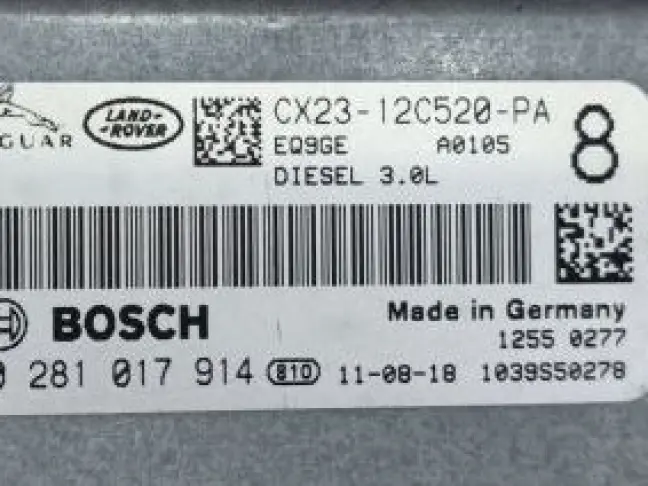 GUAR
LAND-
-ROVER
CX23-12C520-PA
EQ9GE A0105
DIESEL 3.0L
8
BOSCH
Made in Germany
1255 0277
0 281 017 914 810 11-08-18 1039S50278